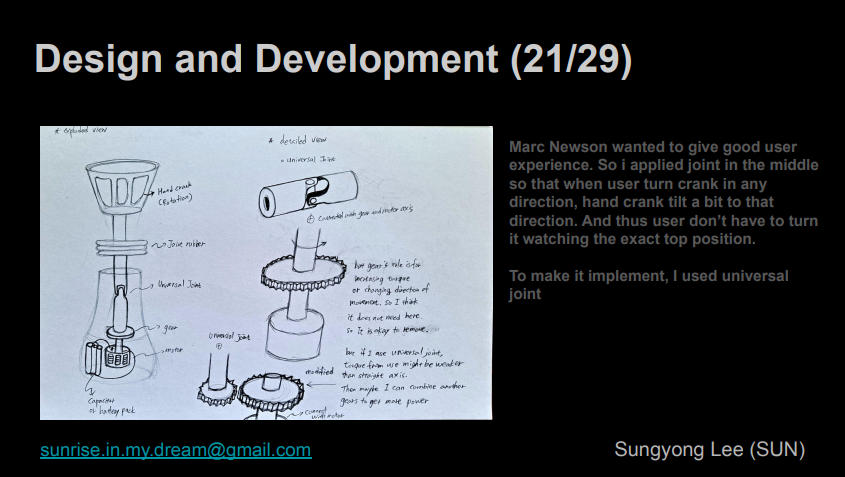 Design and Development (21/29)
* exploded view
Hand crank
(Rotation)
Joint rubber
Universal Joint
gear
motor
Capacitor
or battery pack
* detailed view
Universal Joint
⊕ Connected with gear and motor axis
but gear's role is for
increasing torque
or changing direction of
movement. so I think
it does not need here.
so it is okay to remove.
universal joint
⊕
modified
but if I use universal joint,
torque from use might be weaker
than straight axis.
Then maybe I can combine another
gears to get more power
Connect
with motor
Marc Newson wanted to give good user
experience. So i applied joint in the middle
so that when user turn crank in any
direction, hand crank tilt a bit to that
direction. And thus user don't have to turn
it watching the exact top position.
To make it implement, I used universal
joint
sunrise.in.my.dream@gmail.com
Sungyong Lee (SUN)